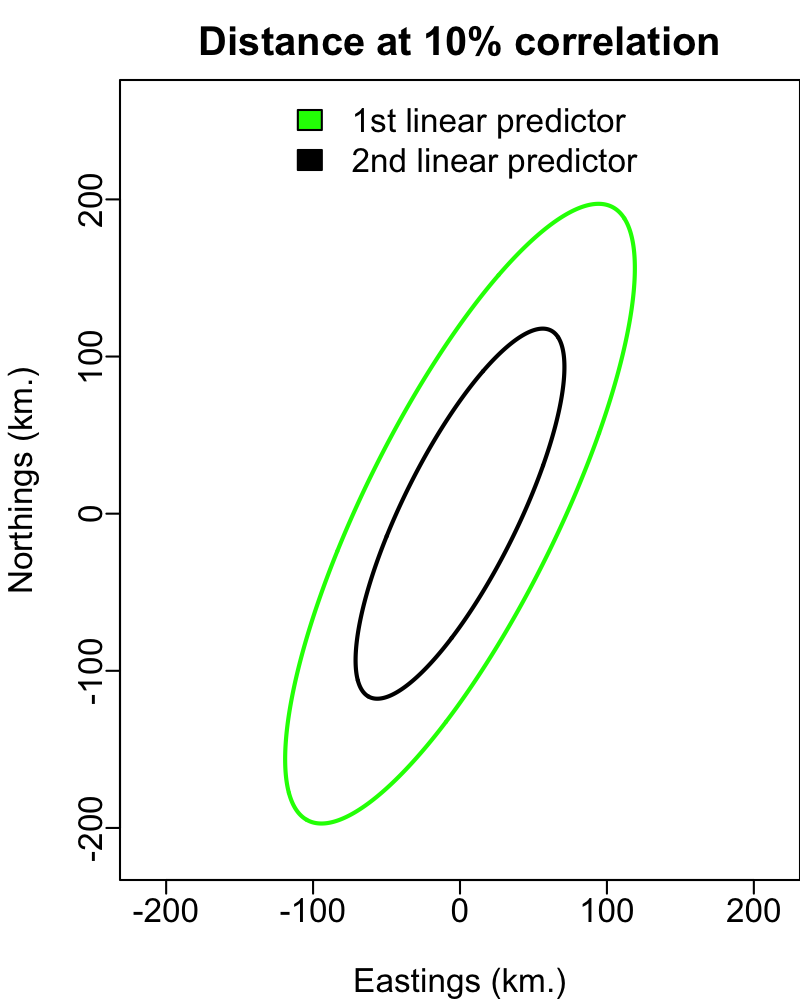 Distance at 10% correlation
1st linear predictor
2nd linear predictor
Northings (km.)
200
100
0
-100
-200
-200 -100 0 100 200
Eastings (km.)